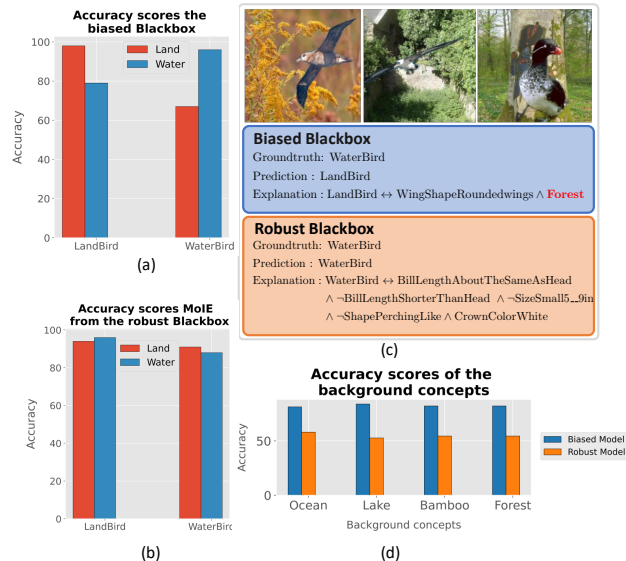 Accuracy scores the
biased Blackbox
Land
Water
Accuracy
100
80
60
40
20
0
LandBird
WaterBird
(a)
Biased Blackbox
Groundtruth: WaterBird
Prediction : LandBird
Explanation : LandBird ↔ WingShapeRoundedwings ∧ Forest
Robust Blackbox
Groundtruth: WaterBird
Prediction : WaterBird
Explanation : WaterBird ↔ BillLengthAboutTheSameAsHead
∧ ¬BillLengthShorterThanHead ∧ ¬SizeSmall5__9in
∧ ¬ShapePerchingLike ∧ CrownColorWhite
(c)
Accuracy scores MoIE
from the robust Blackbox
Land
Water
Accuracy
100
80
60
40
20
0
LandBird
WaterBird
(b)
Accuracy scores of the
background concepts
Accuracy
50
0
Ocean
Lake
Bamboo
Forest
Background concepts
Biased Model
Robust Model
(d)